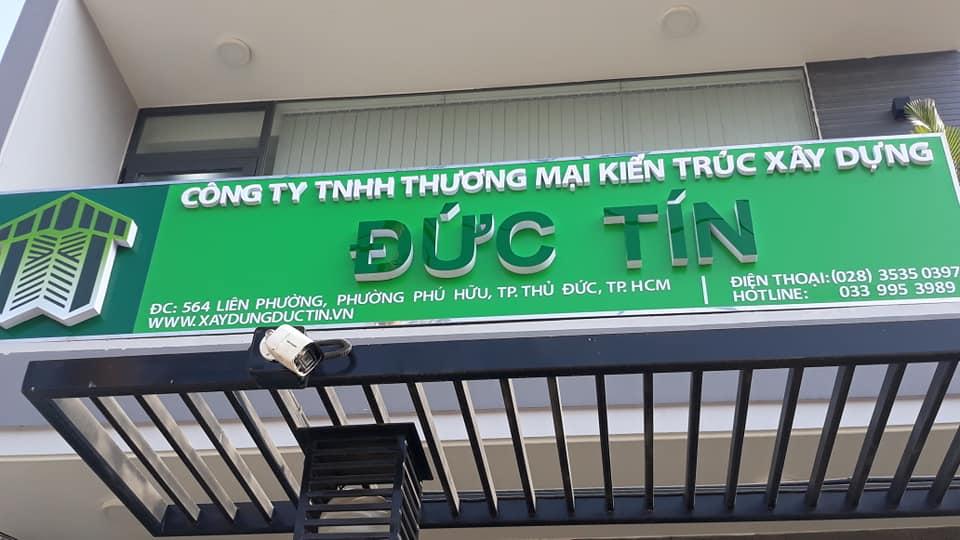 CÔNG TY TNHH THƯƠNG MẠI KIẾN TRÚC XÂY DỰNG
ĐỨC TÍN
ĐC: 564 LIÊN PHƯỜNG, PHƯỜNG PHÚ HỮU, TP. THỦ ĐỨC, TP. HCM
WWW.XAYDUNGDUCTIN.VN
ĐIỆN THOẠI: (028) 3535 0397
HOTLINE: 033 995 3989